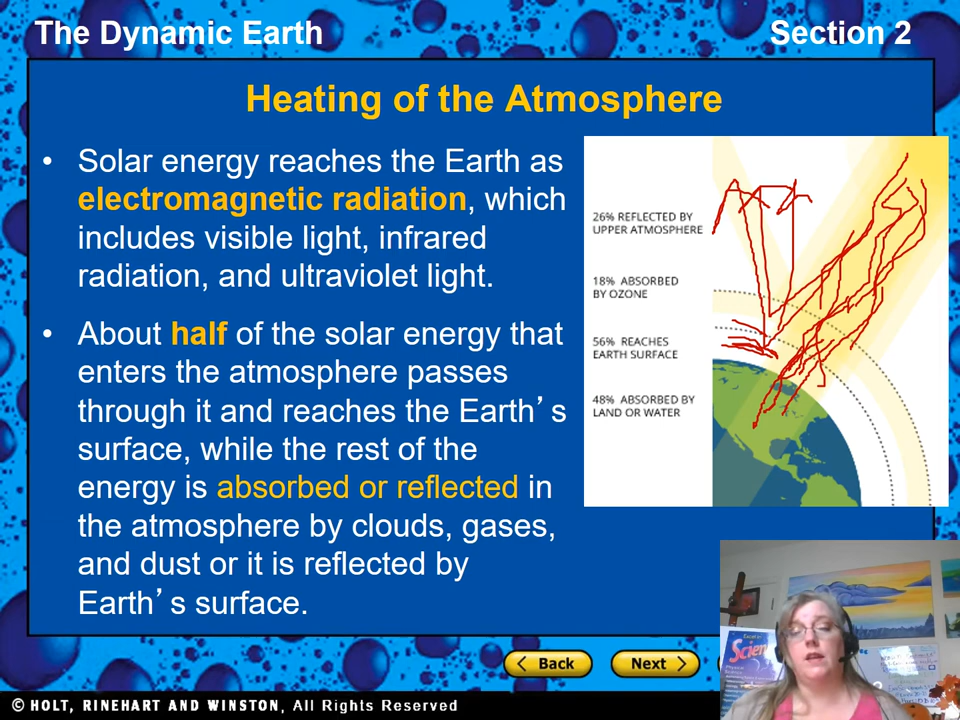 The Dynamic Earth
Section 2
Heating of the Atmosphere
• Solar energy reaches the Earth as
electromagnetic radiation, which
includes visible light, infrared
radiation, and ultraviolet light.
• About half of the solar energy that
enters the atmosphere passes
through it and reaches the Earth’s
surface, while the rest of the
energy is absorbed or reflected in
the atmosphere by clouds, gases,
and dust or it is reflected by
Earth’s surface.
26% REFLECTED BY
UPPER ATMOSPHERE
18% ABSORBED
BY OZONE
56% REACHES
EARTH SURFACE
48% ABSORBED BY
LAND OR WATER
Back
Next
© HOLT, RINEHART AND WINSTON, All Rights Reserved